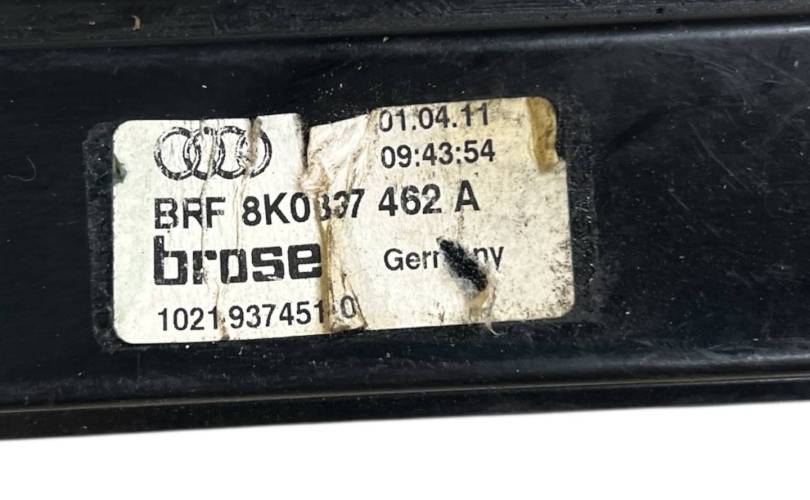 01.04.11
09:43:54
BRF 8K0837 462 A
brose Germany
1021 937451 0